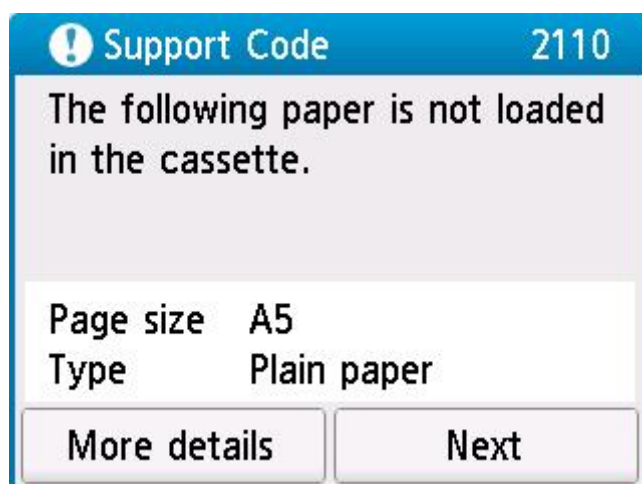 Support Code 2110
The following paper is not loaded
in the cassette.
Page size A5
Type Plain paper
More details Next